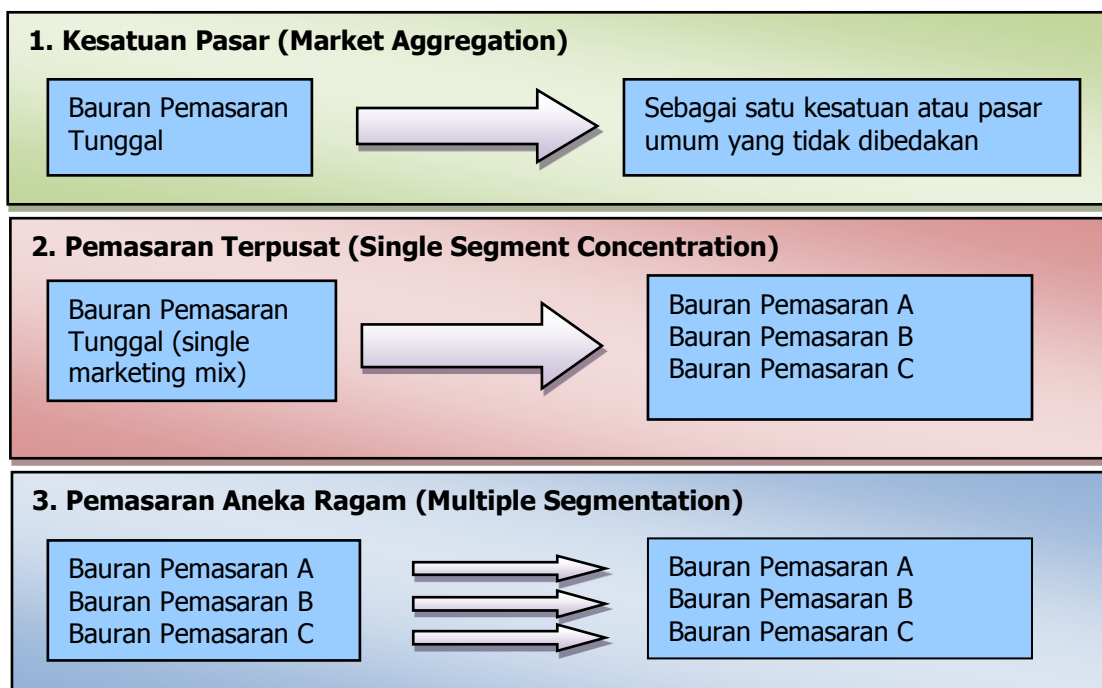 1. Kesatuan Pasar (Market Aggregation)
Bauran Pemasaran
Tunggal
Sebagai satu kesatuan atau pasar
umum yang tidak dibedakan
2. Pemasaran Terpusat (Single Segment Concentration)
Bauran Pemasaran
Tunggal (single
marketing mix)
Bauran Pemasaran A
Bauran Pemasaran B
Bauran Pemasaran C
3. Pemasaran Aneka Ragam (Multiple Segmentation)
Bauran Pemasaran A
Bauran Pemasaran B
Bauran Pemasaran C
Bauran Pemasaran A
Bauran Pemasaran B
Bauran Pemasaran C